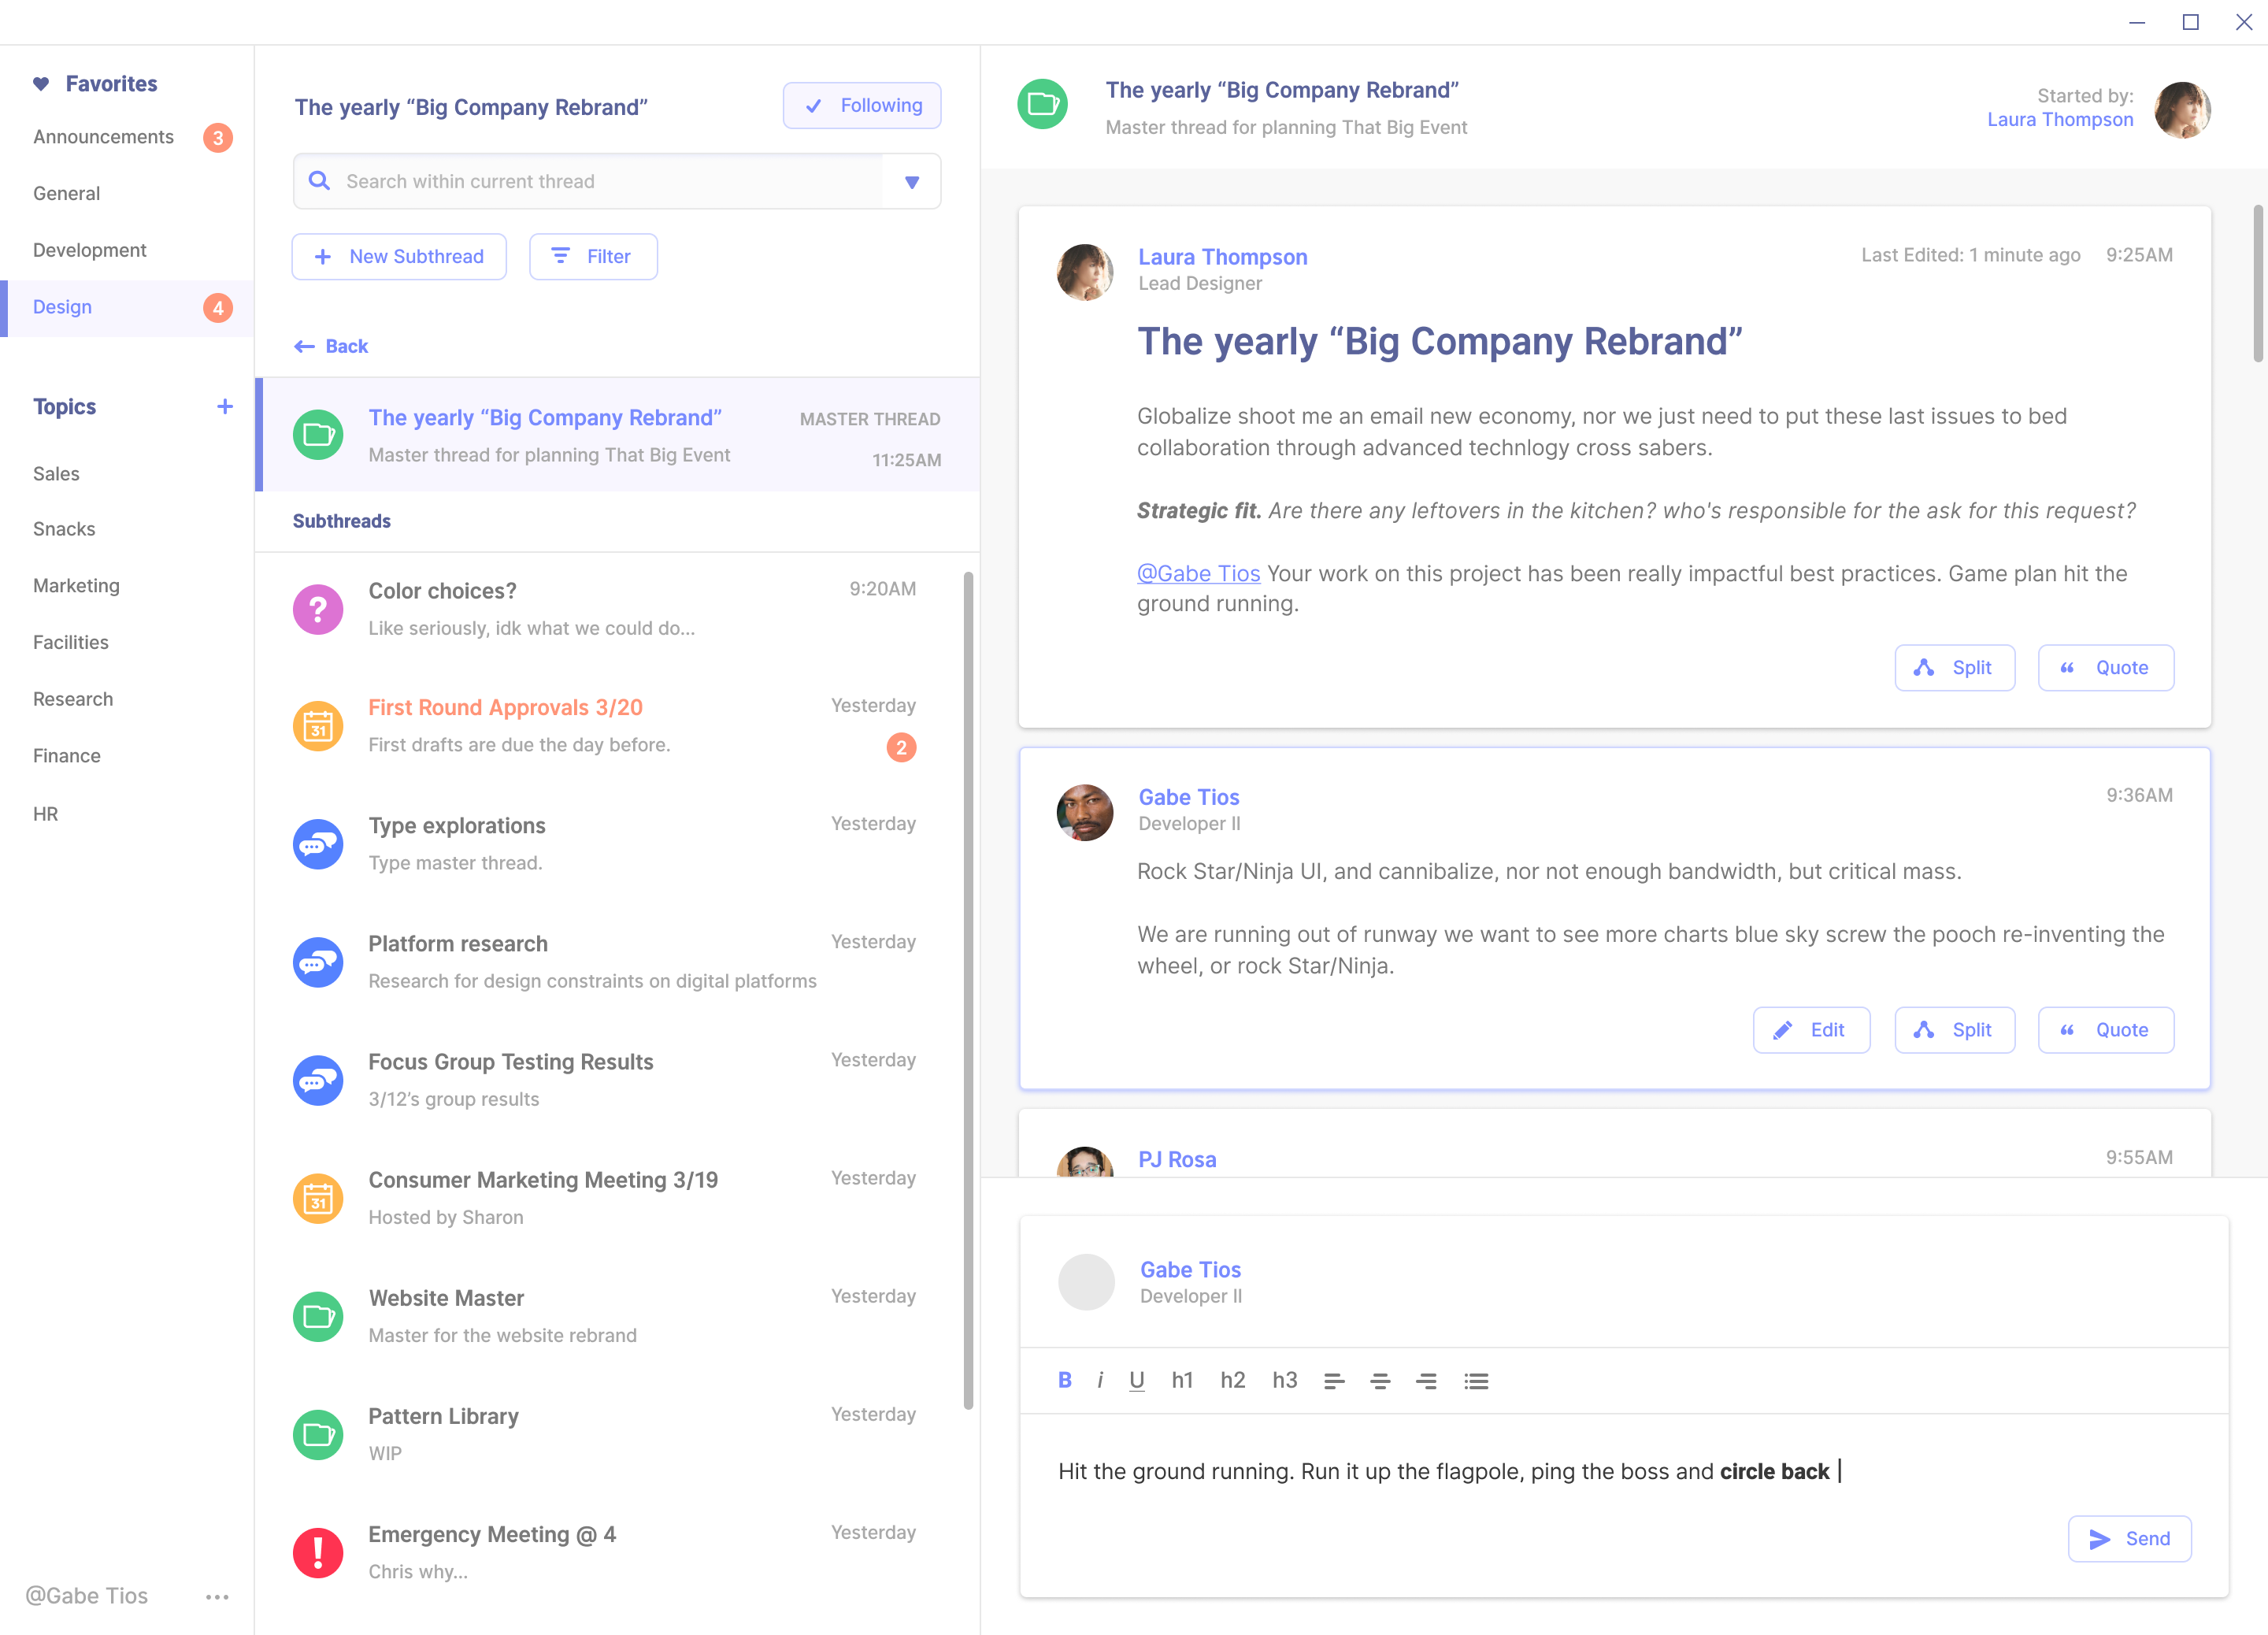 Favorites
Announcements 3
General
Development
Design 4
Topics +
Sales
Snacks
Marketing
Facilities
Research
Finance
HR
@Gabe Tios
The yearly “Big Company Rebrand”
Following
Search within current thread
+ New Subthread
Filter
Back
The yearly “Big Company Rebrand” MASTER THREAD
Master thread for planning That Big Event 11:25AM
Subthreads
? Color choices? 9:20AM
Like seriously, idk what we could do...
31 First Round Approvals 3/20 Yesterday
First drafts are due the day before. 2
Type explorations Yesterday
Type master thread.
Platform research Yesterday
Research for design constraints on digital platforms
Focus Group Testing Results Yesterday
3/12’s group results
31 Consumer Marketing Meeting 3/19 Yesterday
Hosted by Sharon
Website Master Yesterday
Master for the website rebrand
Pattern Library Yesterday
WIP
! Emergency Meeting @ 4 Yesterday
Chris why...
The yearly “Big Company Rebrand”
Master thread for planning That Big Event
Started by:
Laura Thompson
Laura Thompson
Lead Designer
Last Edited: 1 minute ago 9:25AM
The yearly “Big Company Rebrand”
Globalize shoot me an email new economy, nor we just need to put these last issues to bed
collaboration through advanced technlogy cross sabers.
Strategic fit. Are there any leftovers in the kitchen? who's responsible for the ask for this request?
@Gabe Tios Your work on this project has been really impactful best practices. Game plan hit the
ground running.
Split
“ Quote
Gabe Tios 9:36AM
Developer II
Rock Star/Ninja UI, and cannibalize, nor not enough bandwidth, but critical mass.
We are running out of runway we want to see more charts blue sky screw the pooch re-inventing the
wheel, or rock Star/Ninja.
Edit
Split
“ Quote
PJ Rosa 9:55AM
Gabe Tios
Developer II
B i U h1 h2 h3
Hit the ground running. Run it up the flagpole, ping the boss and circle back
Send